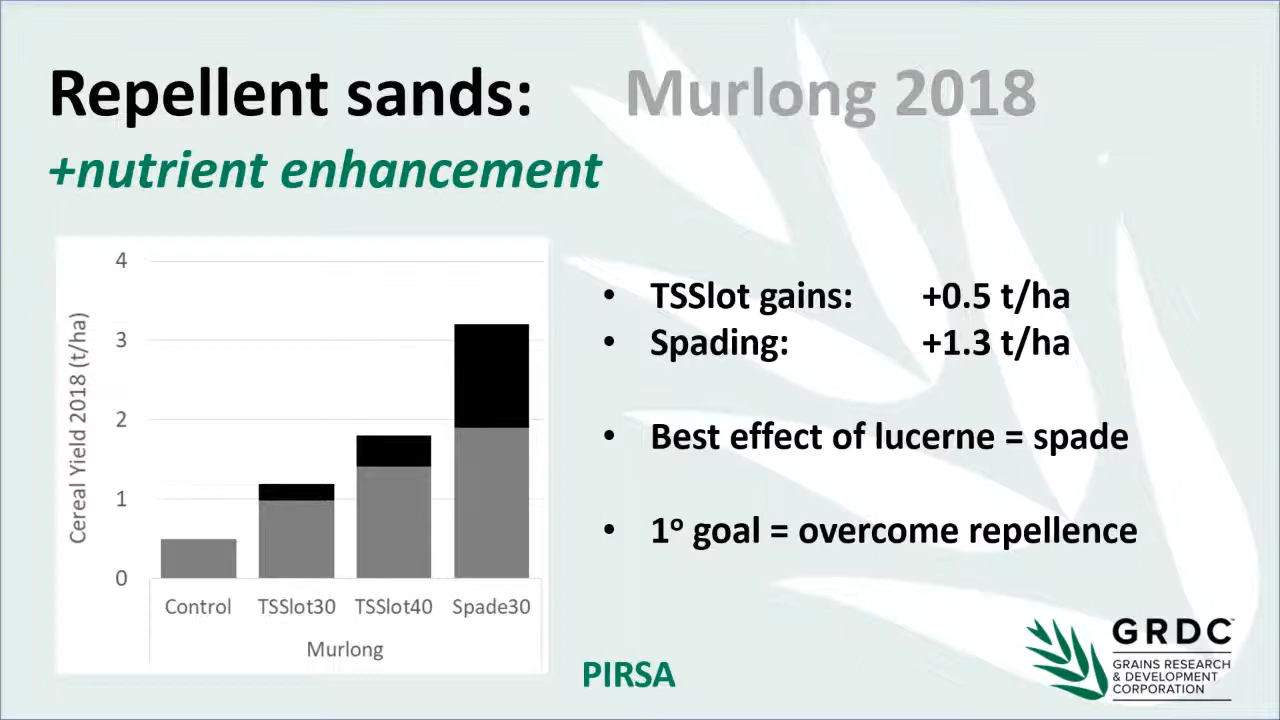 Repellent sands: Murlong 2018
+nutrient enhancement
4
3
2
1
0
Cereal Yield 2018 (t/ha)
Control TSSlot30 TSSlot40 Spade30
Murlong
• TSSlot gains: +0.5 t/ha
• Spading: +1.3 t/ha
• Best effect of lucerne = spade
• 1º goal = overcome repellence
PIRSA
GRDC™
GRAINS RESEARCH
& DEVELOPMENT
CORPORATION